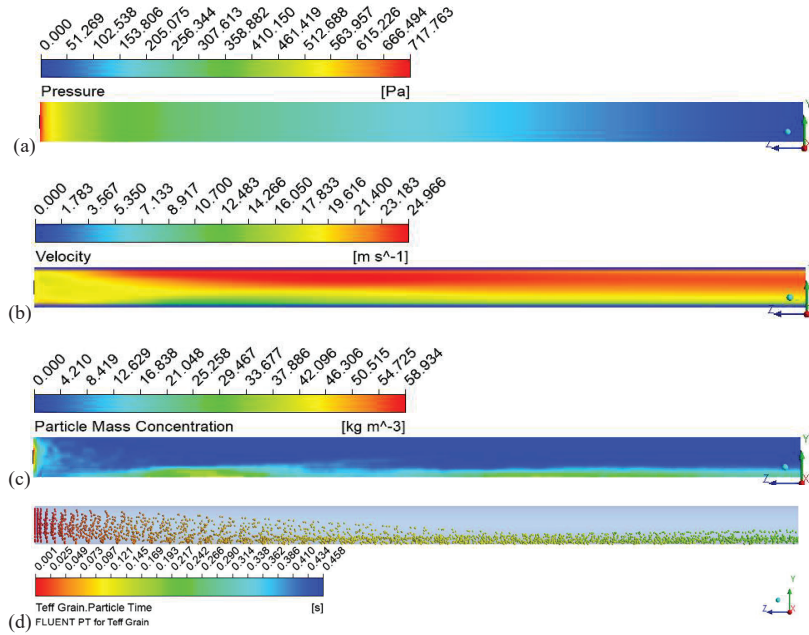 0.000 51.269 102.538 153.806 205.075 256.344 307.613 358.882 410.150 461.419 512.688 563.957 615.226 666.494 717.763
Pressure [Pa]
Y
(a) Z
0.000 1.783 3.567 5.350 7.133 8.917 10.700 12.483 14.266 16.050 17.833 19.616 21.400 23.183 24.966
Velocity [m s^-1]
(b) Z
0.000 4.210 8.419 12.629 16.838 21.048 25.258 29.467 33.677 37.886 42.096 46.306 50.515 54.725 58.934
Particle Mass Concentration [kg m^-3]
Y
(c) Z X
0.001 0.025 0.049 0.073 0.097 0.121 0.145 0.169 0.193 0.217 0.242 0.266 0.290 0.314 0.338 0.362 0.386 0.410 0.434 0.458
Y
Teff Grain.Particle Time [s]
Z X
(d) FLUENT PT for Teff Grain